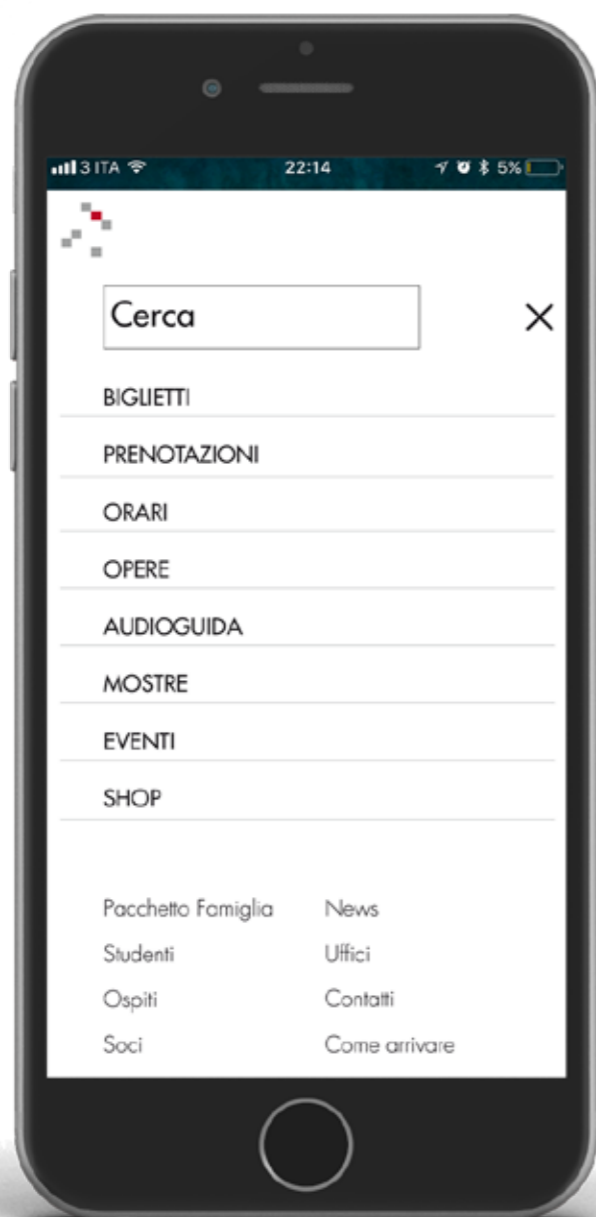 3 ITA 22:14 5%
Cerca
BIGLIETTI
PRENOTAZIONI
ORARI
OPERE
AUDIOGUIDA
MOSTRE
EVENTI
SHOP
Pacchetto Famiglia News
Studenti Uffici
Ospiti Contatti
Soci Come arrivare